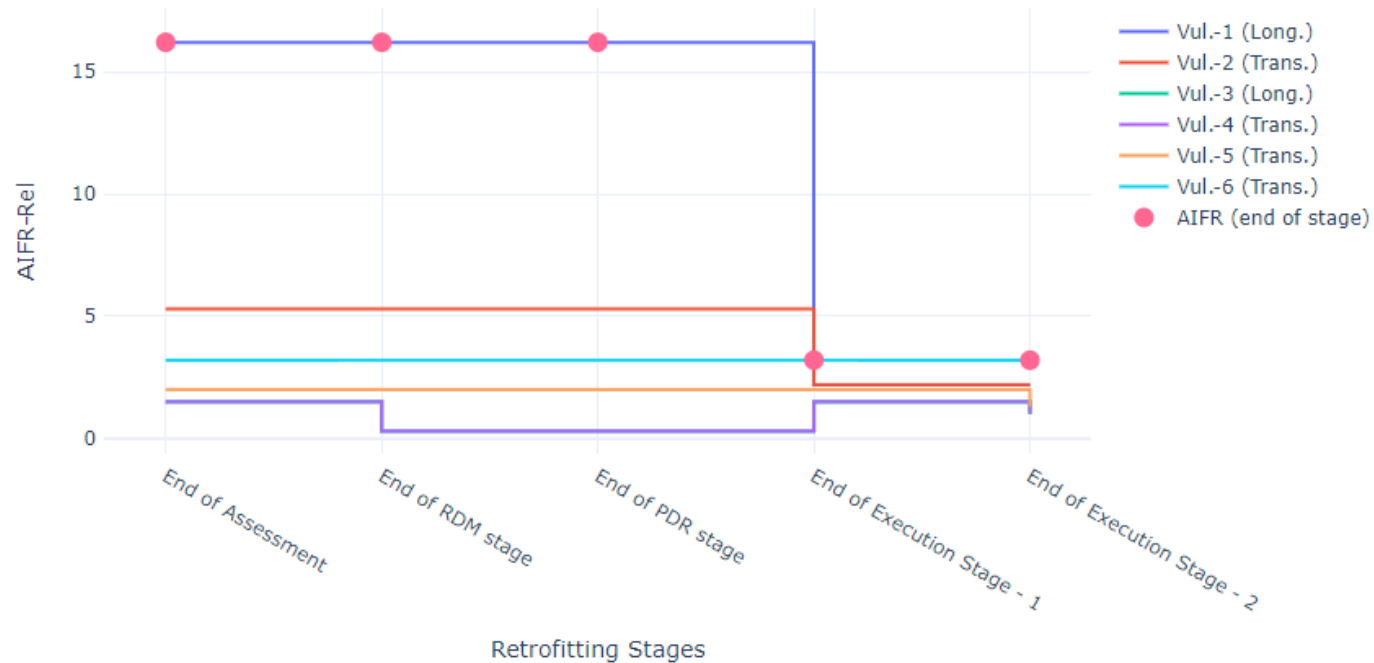 15
10
5
0
AIFR-Rel
End of Assessment
End of RDM stage
End of PDR stage
End of Execution Stage - 1
End of Execution Stage - 2
Retrofitting Stages
Vul.-1 (Long.)
Vul.-2 (Trans.)
Vul.-3 (Long.)
Vul.-4 (Trans.)
Vul.-5 (Trans.)
Vul.-6 (Trans.)
AIFR (end of stage)